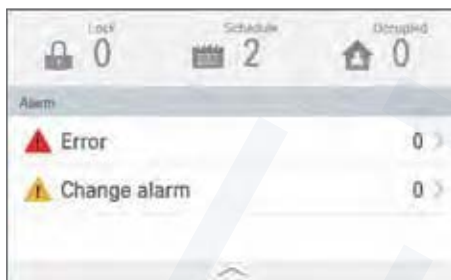 Lock Schedule Occupied
0 2 0
Alarm
Error 0
Change alarm 0